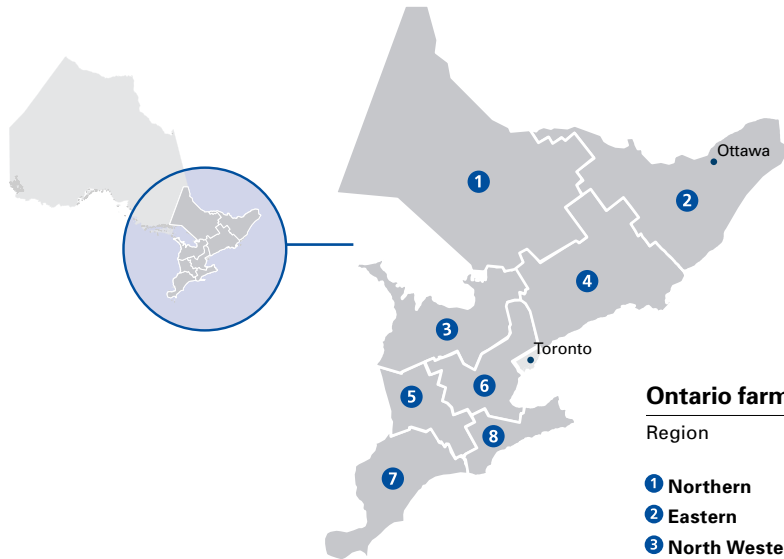 1
Ottawa
2
4
3
Toronto
6
5
8
7
Ontario farm
Region
1 Northern
2 Eastern
3 North Weste